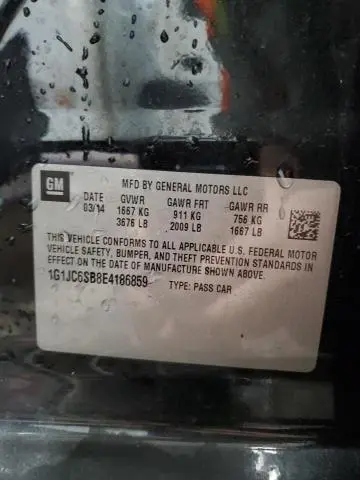 GM
MFD BY GENERAL MOTORS LLC
DATE GVWR GAWR FRT GAWR RR
03/14 1667 KG 911 KG 756 KG
3676 LB 2009 LB 1667 LB
THIS VEHICLE CONFORMS TO ALL APPLICABLE U.S. FEDERAL MOTOR
VEHICLE SAFETY, BUMPER, AND THEFT PREVENTION STANDARDS IN
EFFECT ON THE DATE OF MANUFACTURE SHOWN ABOVE.
1G1JC6SB8E4186859 TYPE: PASS CAR